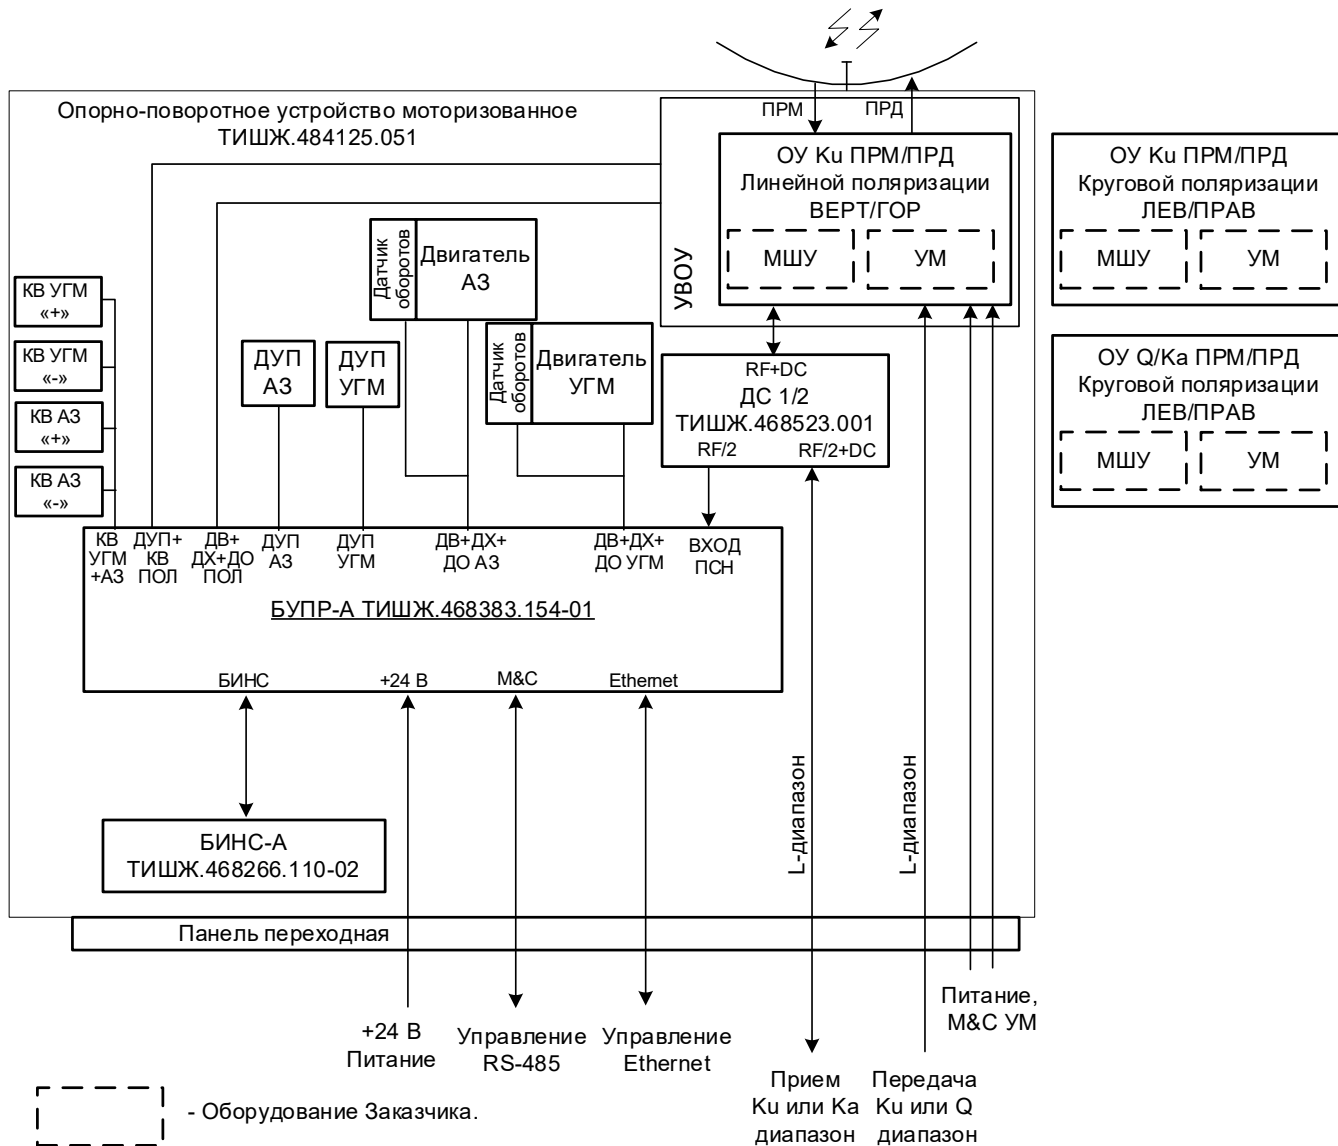 Опорно-поворотное устройство моторизованное
ТИШЖ.484125.051
ПРМ
ПРД
ОУ Ku ПРМ/ПРД
Линейной поляризации
ВЕРТ/ГОР
МШУ
УМ
УВОУ
ОУ Ku ПРМ/ПРД
Круговой поляризации
ЛЕВ/ПРАВ
МШУ
УМ
ОУ Q/Ka ПРМ/ПРД
Круговой поляризации
ЛЕВ/ПРАВ
МШУ
УМ
Датчик
оборотов
Двигатель
АЗ
Датчик
оборотов
Двигатель
УГМ
КВ УГМ
«+»
КВ УГМ
«-»
КВ АЗ
«+»
КВ АЗ
«-»
ДУП
АЗ
ДУП
УГМ
RF+DC
ДС 1/2
ТИШЖ.468523.001
RF/2
RF/2+DC
КВ
УГМ
+АЗ
ДУП+
КВ
ПОЛ
ДВ+
ДХ+ДО
ПОЛ
ДУП
АЗ
ДУП
УГМ
ДВ+ДХ+
ДО АЗ
ДВ+ДХ+
ДО УГМ
ВХОД
ПСН
БУПР-А ТИШЖ.468383.154-01
БИНС
+24 В
M&C
Ethernet
L-диапазон
L-диапазон
БИНС-А
ТИШЖ.468266.110-02
Панель переходная
+24 В
Питание
Управление
RS-485
Управление
Ethernet
Прием
Ku или Ka
диапазон
Передача
Ku или Q
диапазон
Питание,
M&C УМ
- Оборудование Заказчика.